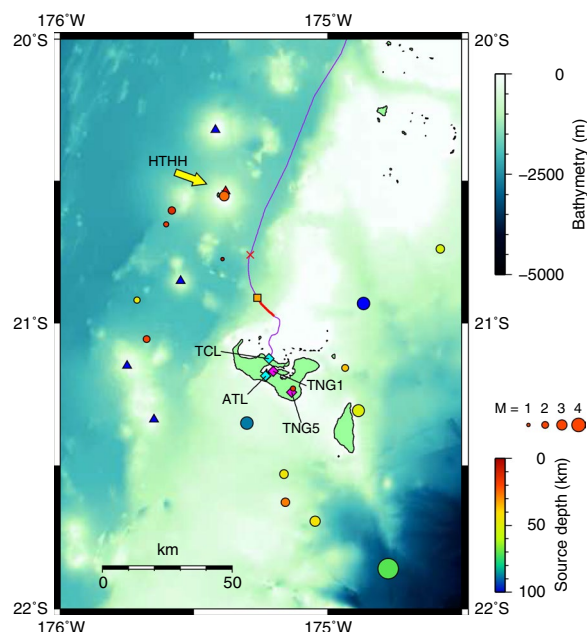 176°W
175°W
20°S
20°S
HTHH
0
−2500
−5000
Bathymetry (m)
21°S
21°S
TCL
ATL
TNG1
TNG5
M = 1 2 3 4
0
50
100
Source depth (km)
km
0
50
22°S
22°S
176°W
175°W